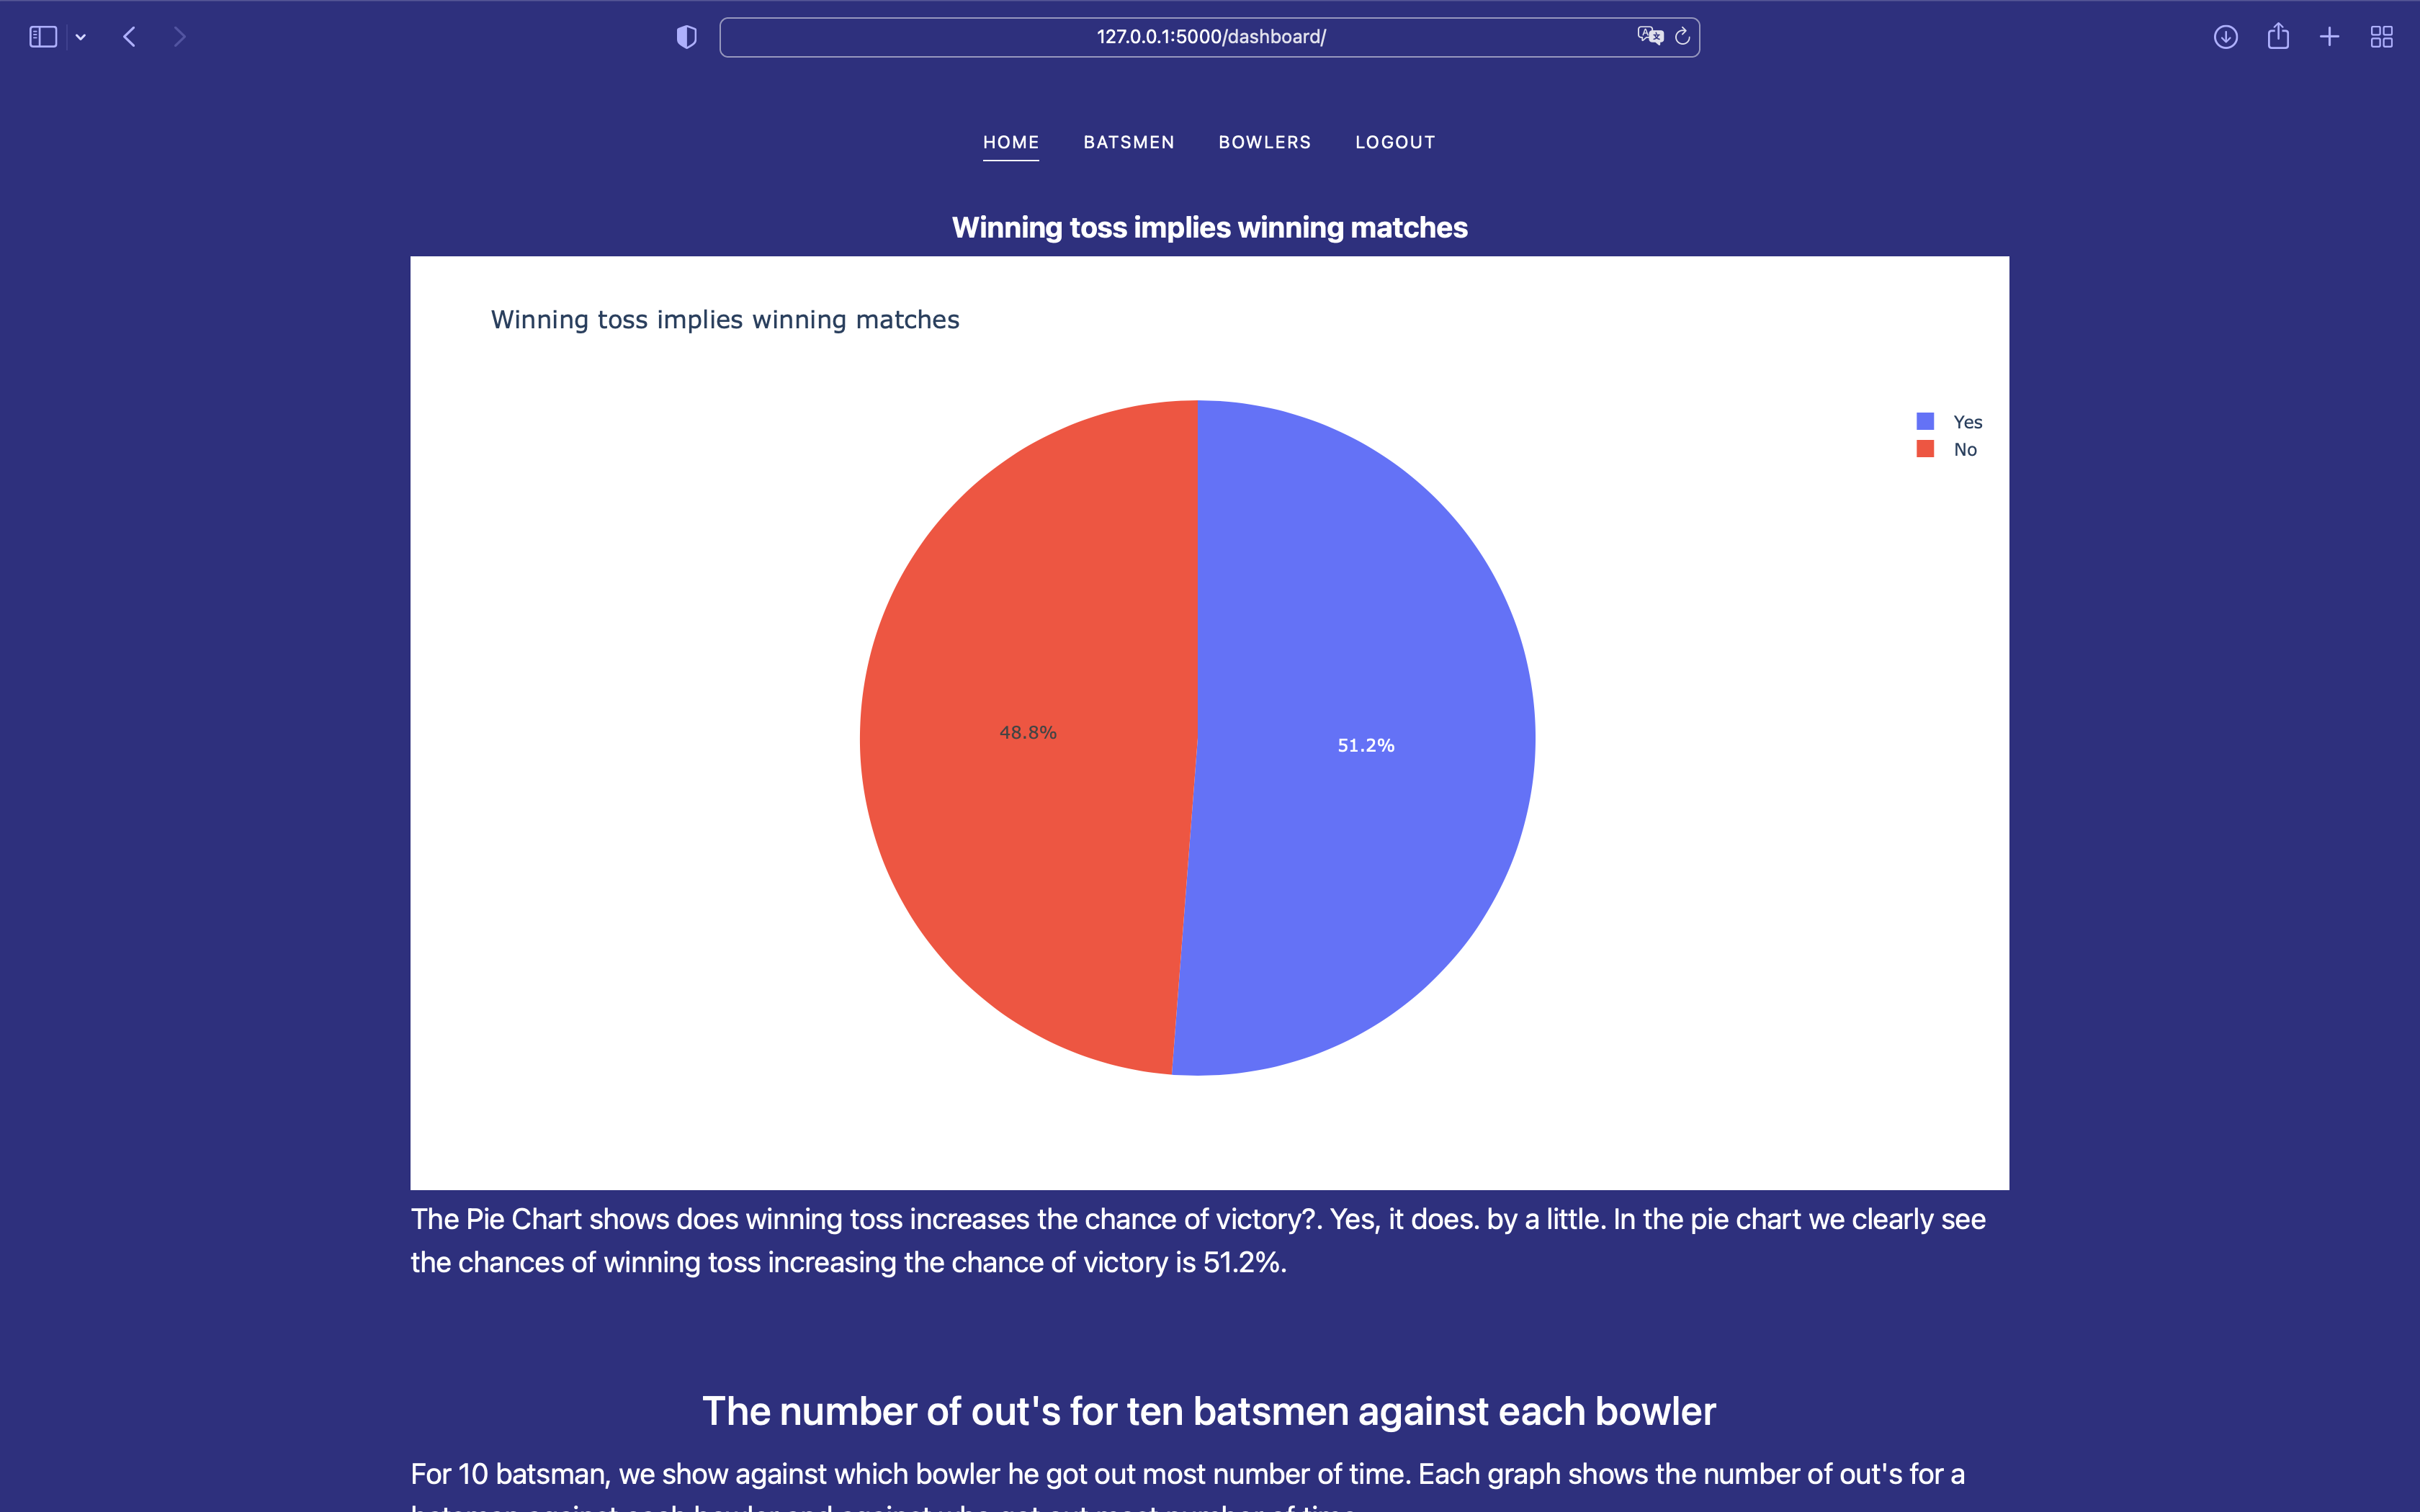 127.0.0.1:5000/dashboard/
HOME BATSMEN BOWLERS LOGOUT
Winning toss implies winning matches
Winning toss implies winning matches
Yes
No
48.8%
51.2%
The Pie Chart shows does winning toss increases the chance of victory?. Yes, it does. by a little. In the pie chart we clearly see
the chances of winning toss increasing the chance of victory is 51.2%.
The number of out's for ten batsmen against each bowler
For 10 batsman, we show against which bowler he got out most number of time. Each graph shows the number of out's for a